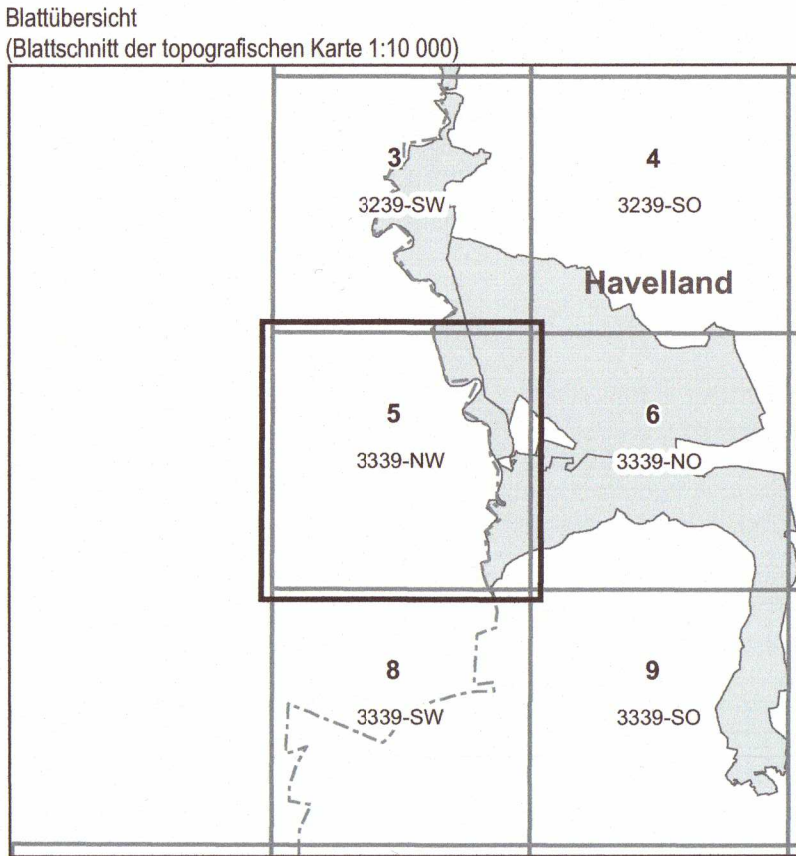 Blattübersicht
(Blattschnitt der topografischen Karte 1:10 000)
3
4
3239-SW
3239-SO
Havelland
5
6
3339-NW
3339-NO
8
9
3339-SW
3339-SO